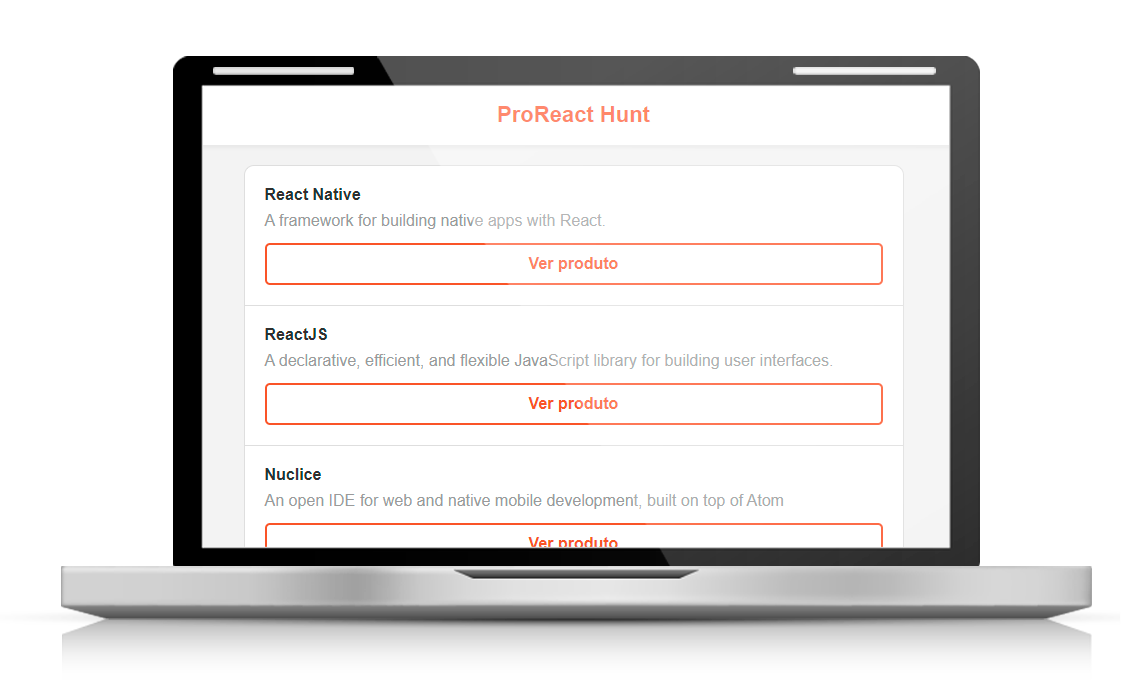 ProReact Hunt
React Native
A framework for building native apps with React.
Ver produto
ReactJS
A declarative, efficient, and flexible JavaScript library for building user interfaces.
Ver produto
Nuclice
An open IDE for web and native mobile development, built on top of Atom
Ver produto